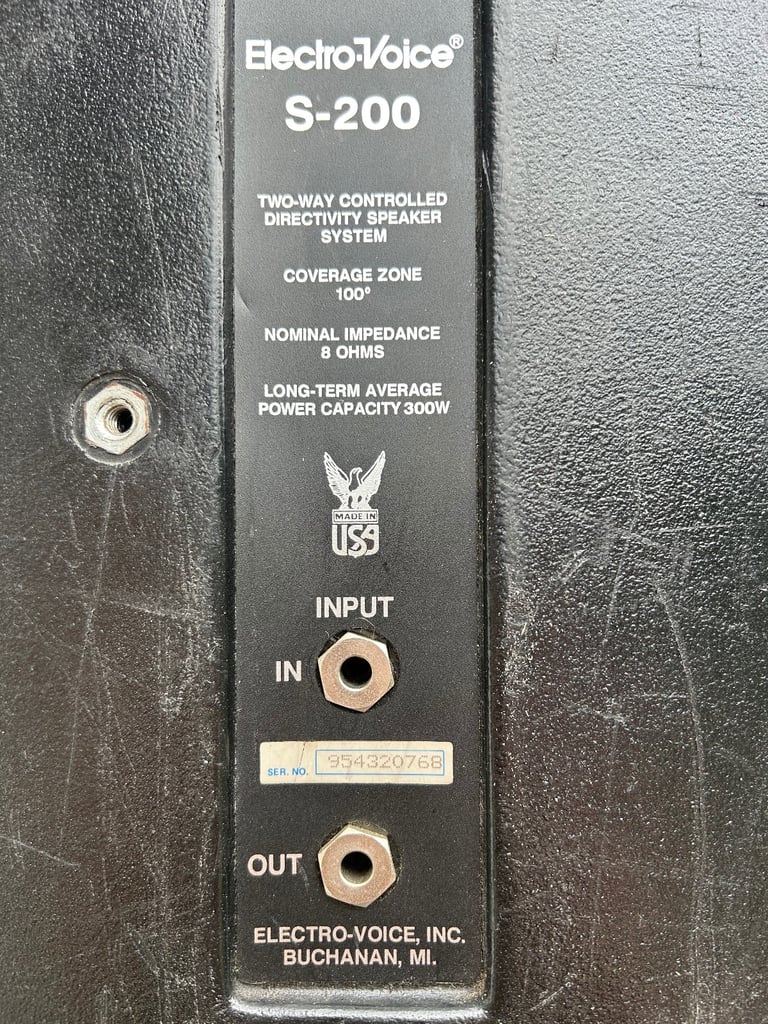 Electro-Voice®
S-200
TWO-WAY CONTROLLED
DIRECTIVITY SPEAKER
SYSTEM
COVERAGE ZONE
100°
NOMINAL IMPEDANCE
8 OHMS
LONG-TERM AVERAGE
POWER CAPACITY 300W
MADE IN
USA
INPUT
IN
SER. NO. 954320768
OUT
ELECTRO-VOICE, INC.
BUCHANAN, MI.